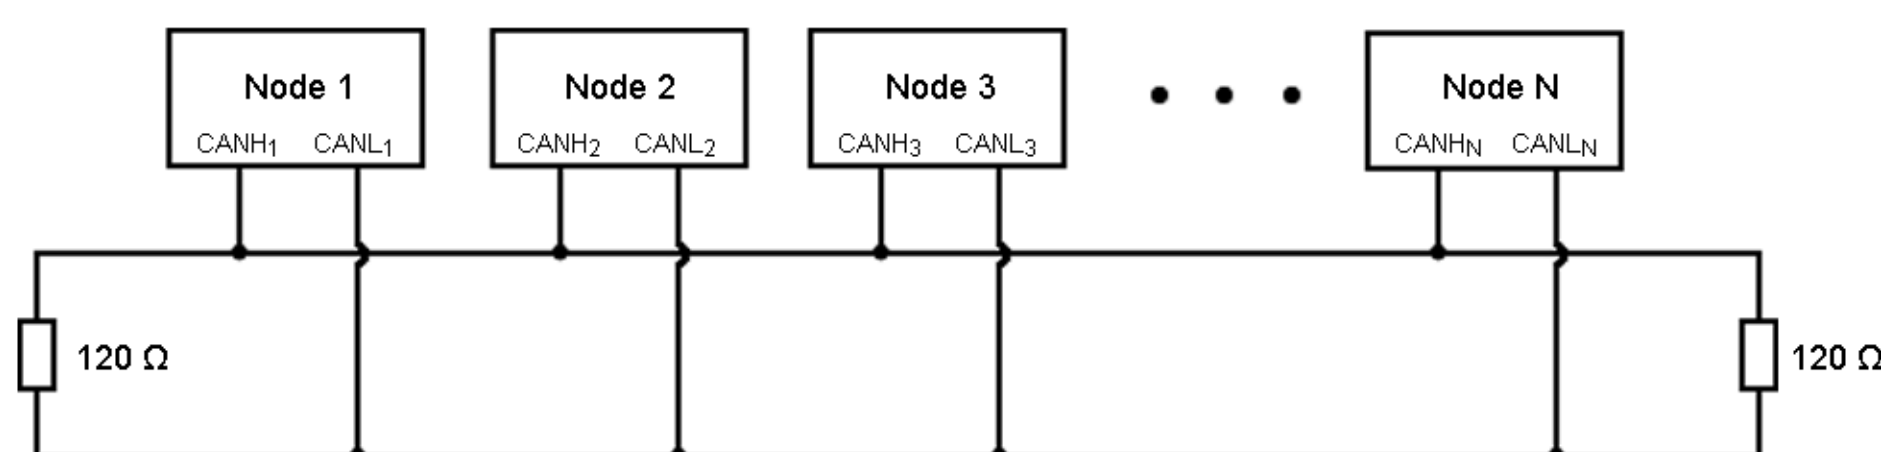 Node 1
CANH1 CANL1
Node 2
CANH2 CANL2
Node 3
CANH3 CANL3
Node N
CANHN CANLN
120 Ω
120 Ω